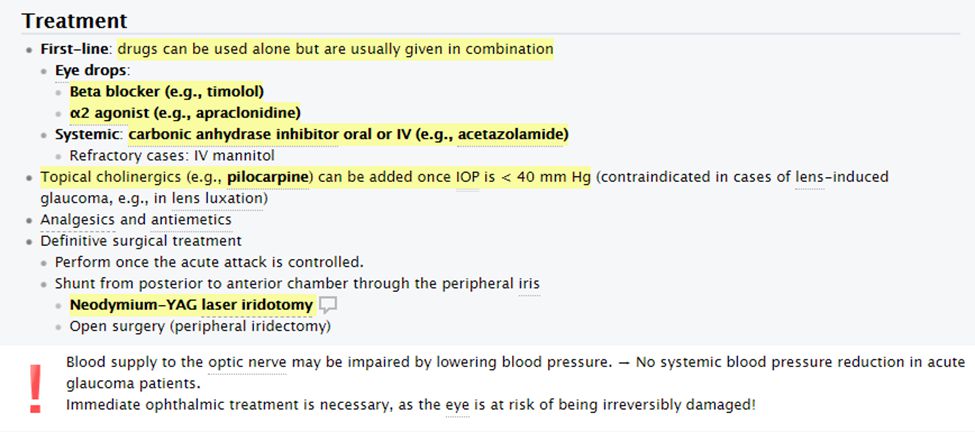 Treatment
First-line: drugs can be used alone but are usually given in combination
Eye drops:
Beta blocker (e.g., timolol)
α2 agonist (e.g., apraclonidine)
Systemic: carbonic anhydrase inhibitor oral or IV (e.g., acetazolamide)
Refractory cases: IV mannitol
Topical cholinergics (e.g., pilocarpine) can be added once IOP is < 40 mm Hg (contraindicated in cases of lens-induced
glaucoma, e.g., in lens luxation)
Analgesics and antiemetics
Definitive surgical treatment
Perform once the acute attack is controlled.
Shunt from posterior to anterior chamber through the peripheral iris
Neodymium-YAG laser iridotomy
Open surgery (peripheral iridectomy)
Blood supply to the optic nerve may be impaired by lowering blood pressure. → No systemic blood pressure reduction in acute
glaucoma patients.
Immediate ophthalmic treatment is necessary, as the eye is at risk of being irreversibly damaged!